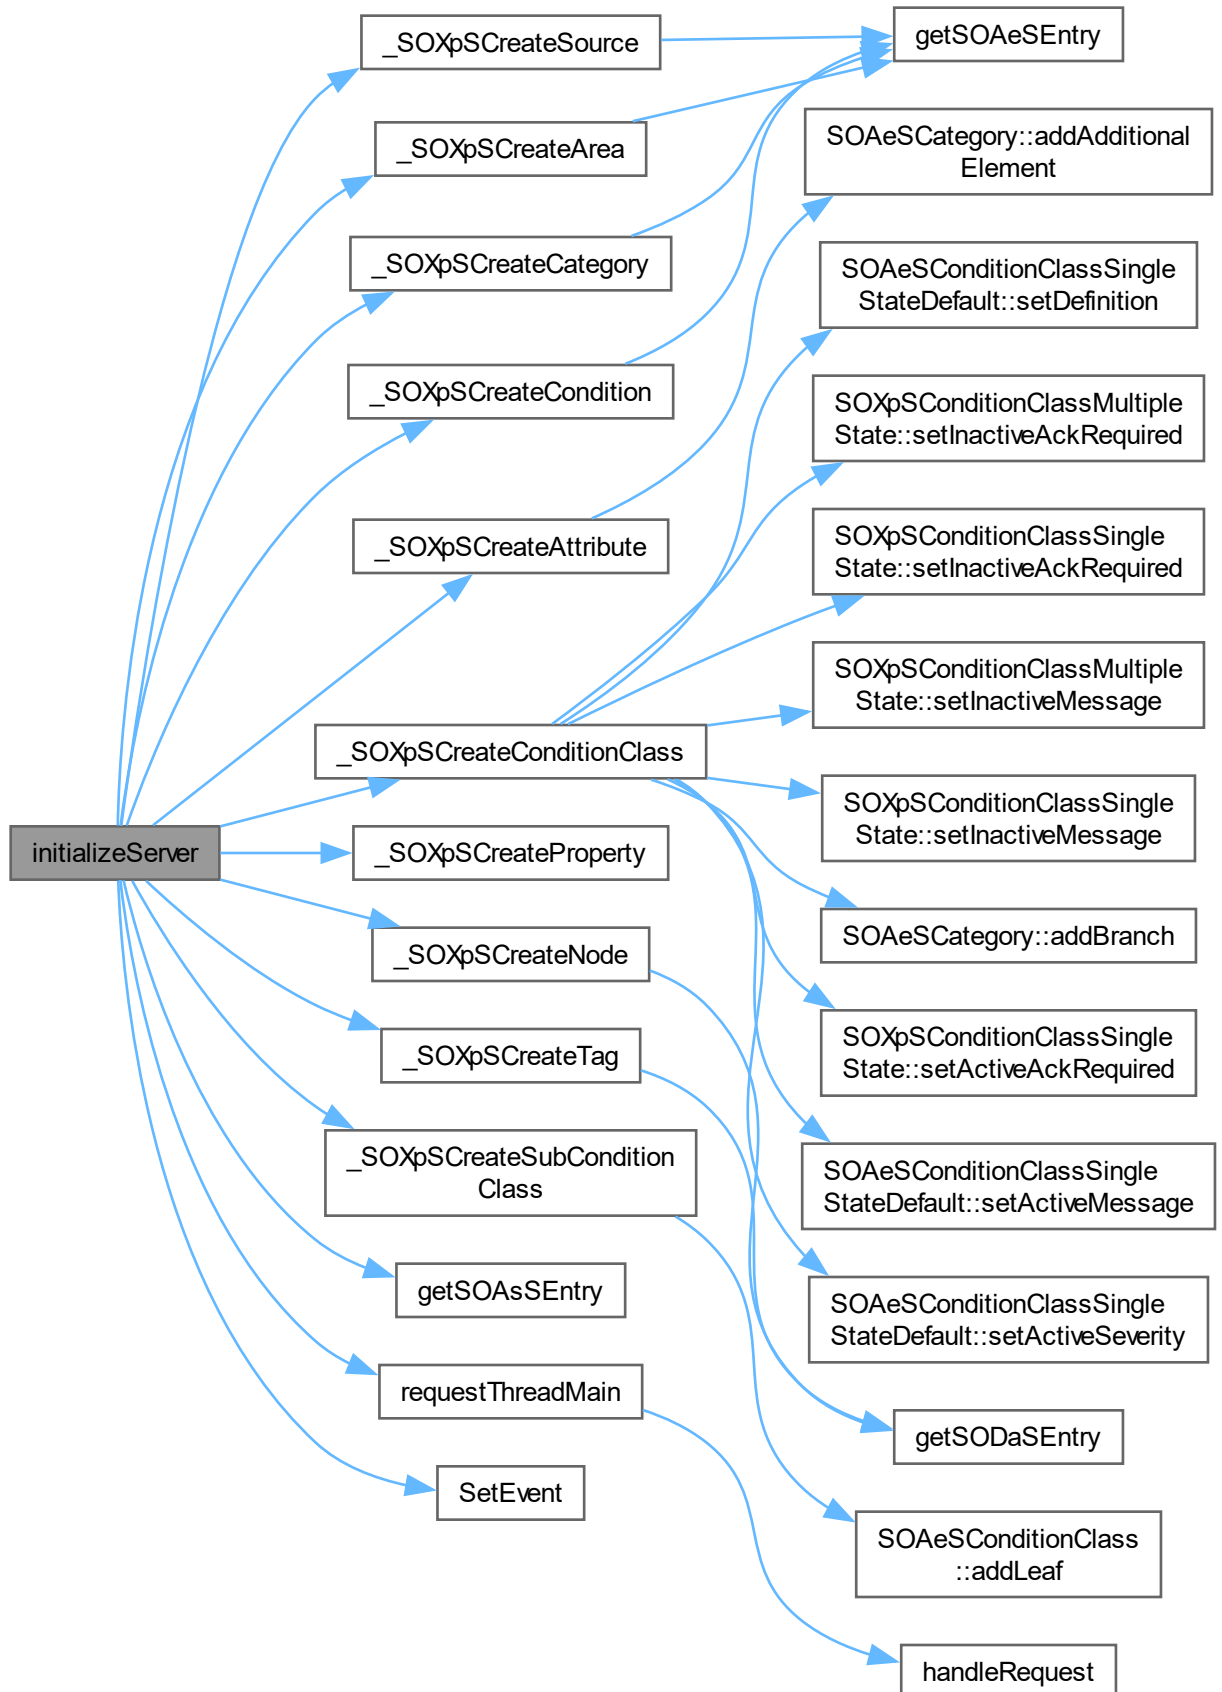 _SOXpSCreateSource
getSOAeSEntry
_SOXpSCreateArea
SOAeSCategory::addAdditional
Element
_SOXpSCreateCategory
SOAeSConditionClassSingle
StateDefault::setDefinition
_SOXpSCreateCondition
SOXpSConditionClassMultiple
State::setInactiveAckRequired
_SOXpSCreateAttribute
SOXpSConditionClassSingle
State::setInactiveAckRequired
SOXpSConditionClassMultiple
State::setInactiveMessage
_SOXpSCreateConditionClass
SOXpSConditionClassSingle
State::setInactiveMessage
initializeServer
_SOXpSCreateProperty
SOAeSCategory::addBranch
_SOXpSCreateNode
SOXpSConditionClassSingle
State::setActiveAckRequired
_SOXpSCreateTag
_SOXpSCreateSubCondition
Class
SOAeSConditionClassSingle
StateDefault::setActiveMessage
getSOAsSEntry
SOAeSConditionClassSingle
StateDefault::setActiveSeverity
requestThreadMain
getSODaSEntry
SetEvent
SOAeSConditionClass
::addLeaf
handleRequest